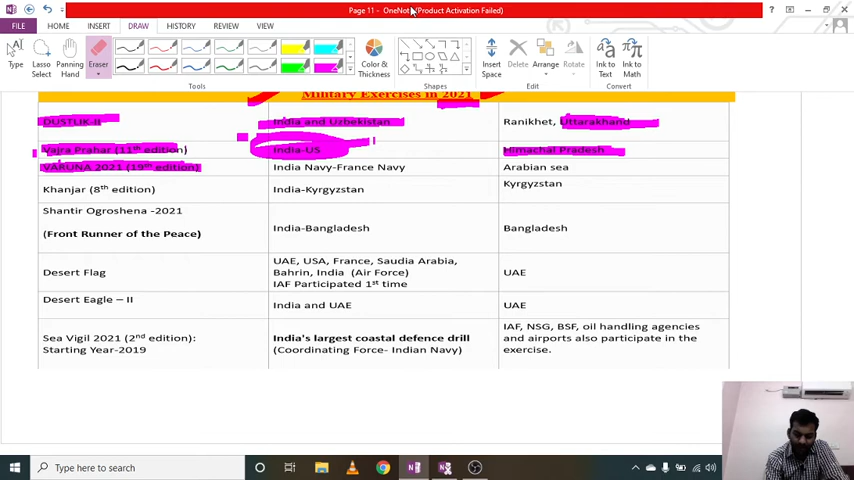 Page 11 - OneNote (Product Activation Failed)
FILE HOME INSERT DRAW HISTORY REVIEW VIEW
Type
Lasso Select
Panning Hand
Eraser
Color & Thickness
Insert Space
Delete
Arrange
Rotate
Ink to Text
Ink to Math
Tools
Shapes
Edit
Convert
Military Exercises in 2021
DUSTLIK-II India and Uzbekistan Ranikhet, Uttarakhand
Vajra Prahar (11th edition) India-US Himachal Pradesh
VARUNA 2021 (19th edition) India Navy-France Navy Arabian sea
Khanjar (8th edition) India-Kyrgyzstan Kyrgyzstan
Shantir Ogroshena -2021
(Front Runner of the Peace) India-Bangladesh Bangladesh
Desert Flag
UAE, USA, France, Saudia Arabia,
Bahrin, India (Air Force)
IAF Participated 1st time
UAE
Desert Eagle – II India and UAE UAE
Sea Vigil 2021 (2nd edition):
Starting Year-2019
India's largest coastal defence drill
(Coordinating Force- Indian Navy)
IAF, NSG, BSF, oil handling agencies
and airports also participate in the
exercise.
Type here to search